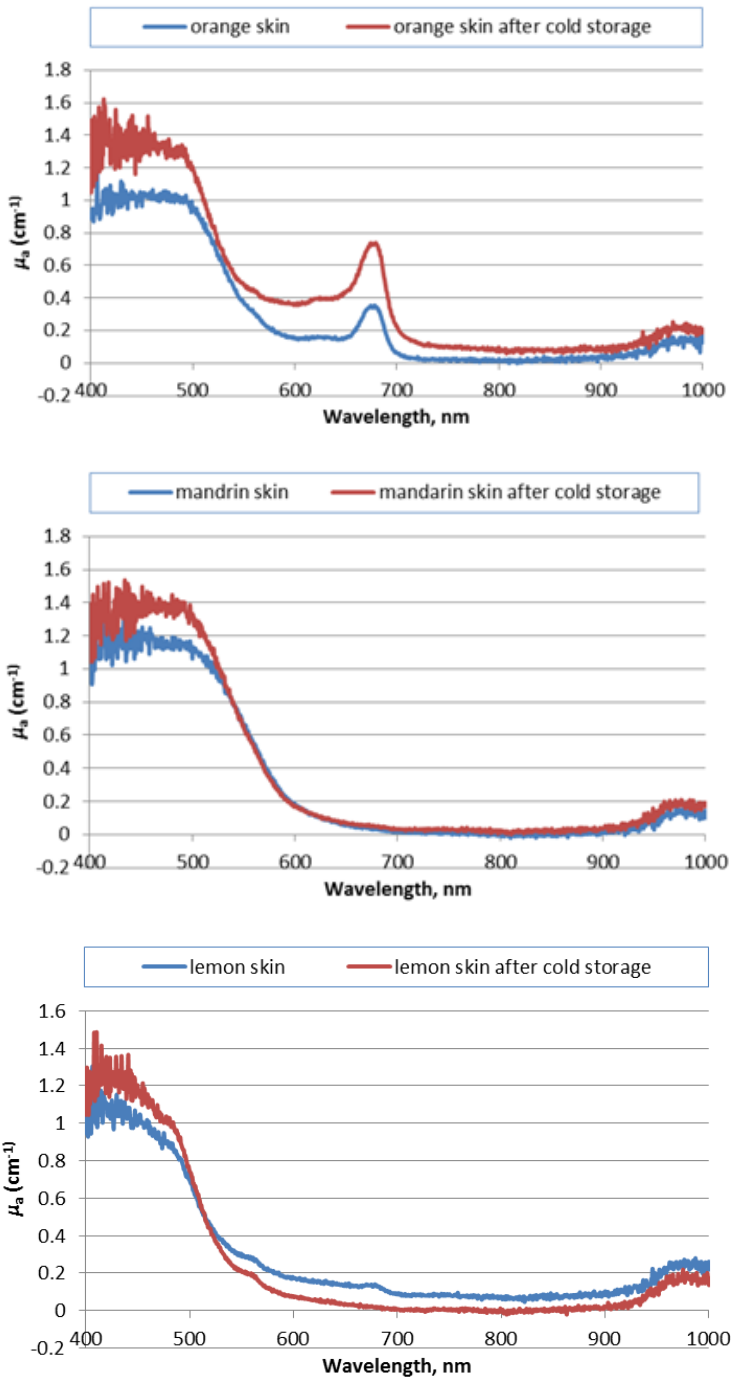 orange skin orange skin after cold storage
1.8
1.6
1.4
1.2
1
0.8
0.6
0.4
0.2
0
-0.2
400 500 600 700 800 900 1000
μa (cm-1)
Wavelength, nm
mandrin skin mandarin skin after cold storage
1.8
1.6
1.4
1.2
1
0.8
0.6
0.4
0.2
0
-0.2
400 500 600 700 800 900 1000
μa (cm-1)
Wavelength, nm
lemon skin lemon skin after cold storage
1.6
1.4
1.2
1
0.8
0.6
0.4
0.2
0
-0.2
400 500 600 700 800 900 1000
μa (cm-1)
Wavelength, nm